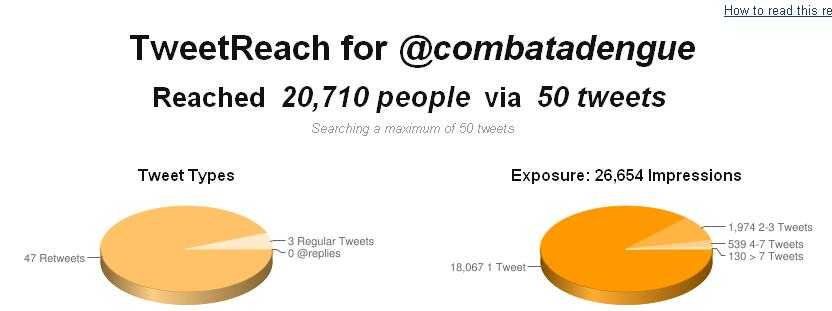 How to read this re
TweetReach for @combatadengue
Reached 20,710 people via 50 tweets
Searching a maximum of 50 tweets
Tweet Types
Exposure: 26,654 Impressions
47 Retweets
3 Regular Tweets
0 @replies
18,067 1 Tweet
1,974 2-3 Tweets
539 4-7 Tweets
130 > 7 Tweets